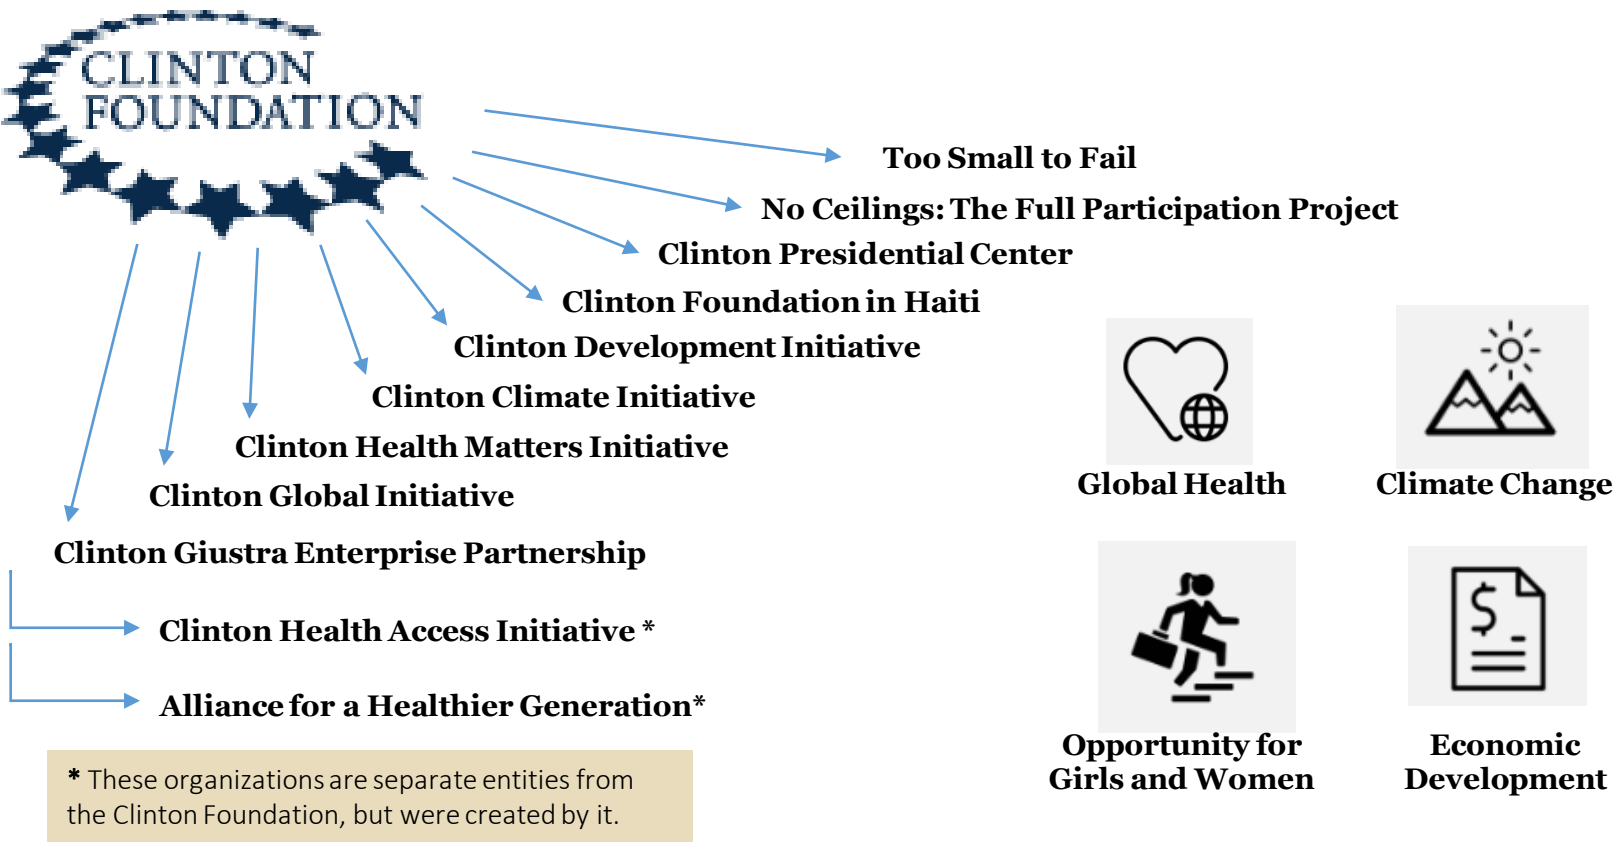 CLINTON
FOUNDATION
Too Small to Fail
No Ceilings: The Full Participation Project
Clinton Presidential Center
Clinton Foundation in Haiti
Clinton Development Initiative
Clinton Climate Initiative
Clinton Health Matters Initiative
Clinton Global Initiative
Clinton Giustra Enterprise Partnership
Clinton Health Access Initiative *
Alliance for a Healthier Generation*
* These organizations are separate entities from
the Clinton Foundation, but were created by it.
Global Health
Climate Change
$
Opportunity for
Girls and Women
Economic
Development